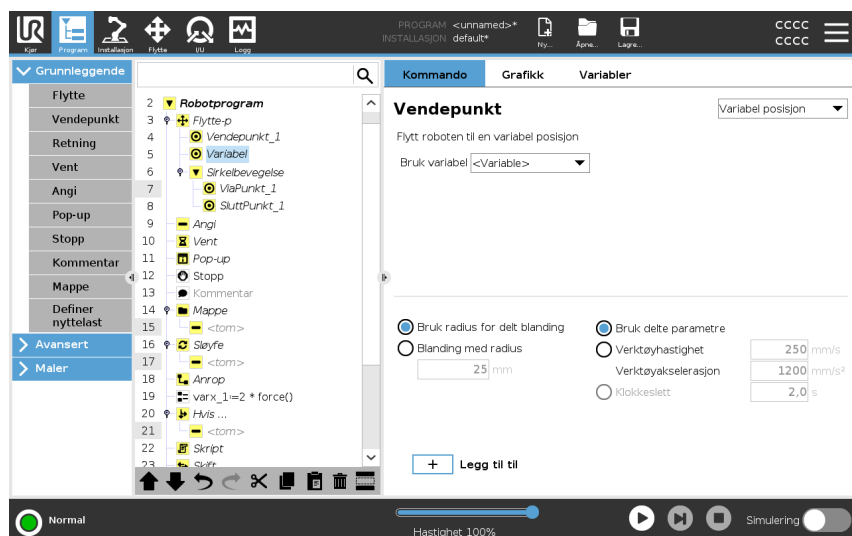 PROGRAM <unnamed>*
INSTALLASJON default*
Kjør
Program
Installasjon
Flytte
I/U
Logg
Ny...
Åpne...
Lagre...
CCCC
CCCC
Grunnleggende
Flytte
Vendepunkt
Retning
Vent
Angi
Pop-up
Stopp
Kommentar
Mappe
Definer
nyttelast
Avansert
Maler
2 Robotprogram
3 Flytte-p
4 Vendepunkt_1
5 Variabel
6 Sirkelbevegelse
7 ViaPunkt_1
8 SluttPunkt_1
9 Angi
10 Vent
11 Pop-up
12 Stopp
13 Kommentar
14 Mappe
15 <tom>
16 Sløyfe
17 <tom>
18 Anrop
19 varx_1≔2 * force()
20 Hvis ...
21 <tom>
22 Skript
23 Skift
Kommando
Grafikk
Variabler
Vendepunkt
Variabel posisjon
Flytt roboten til en variabel posisjon
Bruk variabel <Variable>
Bruk radius for delt blanding
Blanding med radius
25 mm
Bruk delte parametre
Verktøyhastighet 250 mm/s
Verktøyakselerasjon 1200 mm/s²
Klokkeslett 2,0 s
+ Legg til til
Normal
Hastighet 100%
Simulering